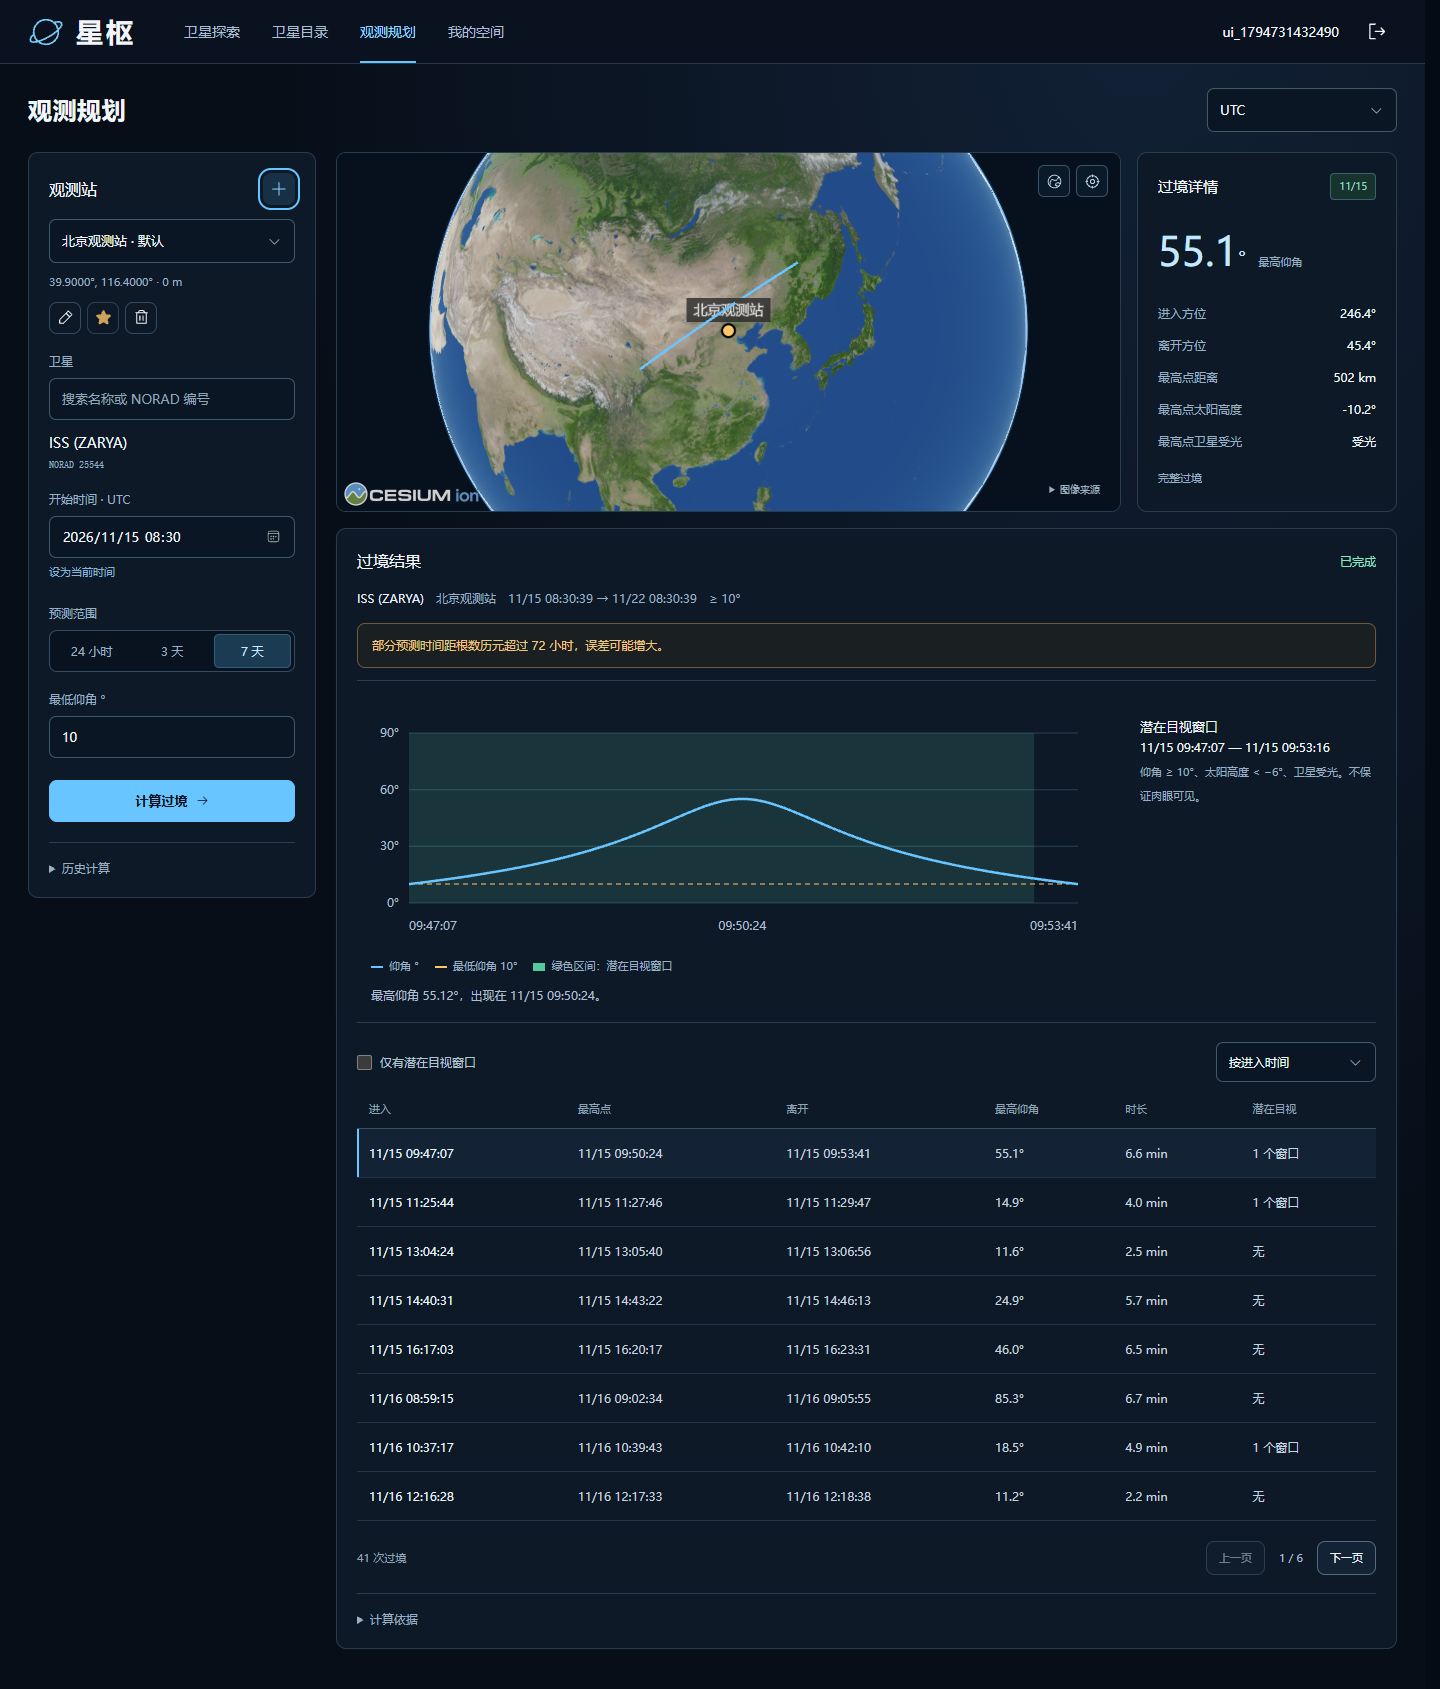 星枢
卫星探索 卫星目录 观测规划 我的空间
ui_1794731432490
观测规划
UTC
观测站
北京观测站 · 默认
39.9000°, 116.4000° · 0 m
卫星
搜索名称或 NORAD 编号
ISS (ZARYA)
NORAD 25544
开始时间 · UTC
2026/11/15 08:30
设为当前时间
预测范围
24 小时 3 天 7 天
最低仰角 °
10
计算过境 →
历史计算
北京观测站
CESIUM ion
图像来源
过境详情
11/15
55.1° 最高仰角
进入方位 246.4°
离开方位 45.4°
最高点距离 502 km
最高点太阳高度 -10.2°
最高点卫星受光 受光
完整过境
过境结果
已完成
ISS (ZARYA) 北京观测站 11/15 08:30:39 → 11/22 08:30:39 ≥ 10°
部分预测时间距根数历元超过 72 小时，误差可能增大。
90°
60°
30°
0°
09:47:07 09:50:24 09:53:41
仰角 ° 最低仰角 10° 绿色区间：潜在目视窗口
最高仰角 55.12°，出现在 11/15 09:50:24。
潜在目视窗口
11/15 09:47:07 — 11/15 09:53:16
仰角 ≥ 10°、太阳高度 < −6°、卫星受光。不保
证肉眼可见。
仅有潜在目视窗口
按进入时间
进入 最高点 离开 最高仰角 时长 潜在目视
11/15 09:47:07 11/15 09:50:24 11/15 09:53:41 55.1° 6.6 min 1 个窗口
11/15 11:25:44 11/15 11:27:46 11/15 11:29:47 14.9° 4.0 min 1 个窗口
11/15 13:04:24 11/15 13:05:40 11/15 13:06:56 11.6° 2.5 min 无
11/15 14:40:31 11/15 14:43:22 11/15 14:46:13 24.9° 5.7 min 无
11/15 16:17:03 11/15 16:20:17 11/15 16:23:31 46.0° 6.5 min 无
11/16 08:59:15 11/16 09:02:34 11/16 09:05:55 85.3° 6.7 min 无
11/16 10:37:17 11/16 10:39:43 11/16 10:42:10 18.5° 4.9 min 1 个窗口
11/16 12:16:28 11/16 12:17:33 11/16 12:18:38 11.2° 2.2 min 无
41 次过境
上一页 1 / 6 下一页
计算依据